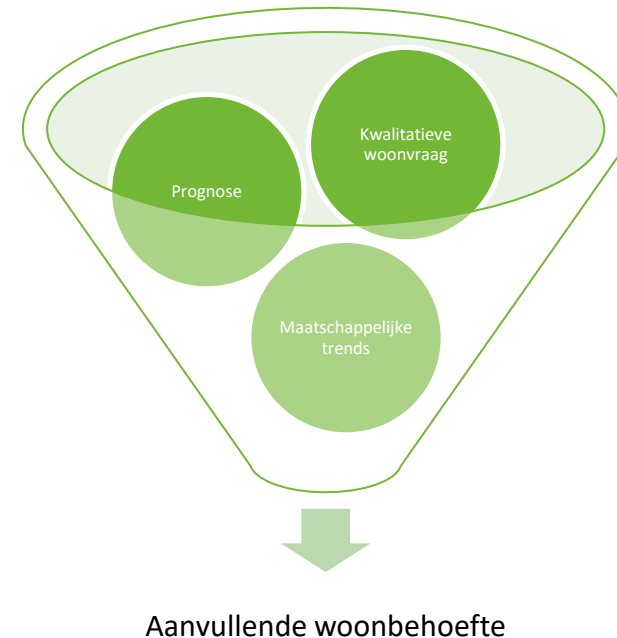 Kwalitatieve
woonvraag
Prognose
Maatschappelijke
trends
Aanvullende woonbehoefte